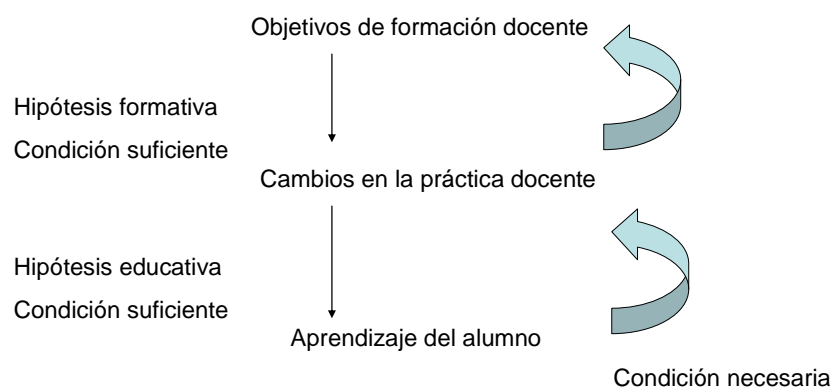 Objetivos de formación docente
Hipótesis formativa
Condición suficiente
Cambios en la práctica docente
Hipótesis educativa
Condición suficiente
Aprendizaje del alumno
Condición necesaria